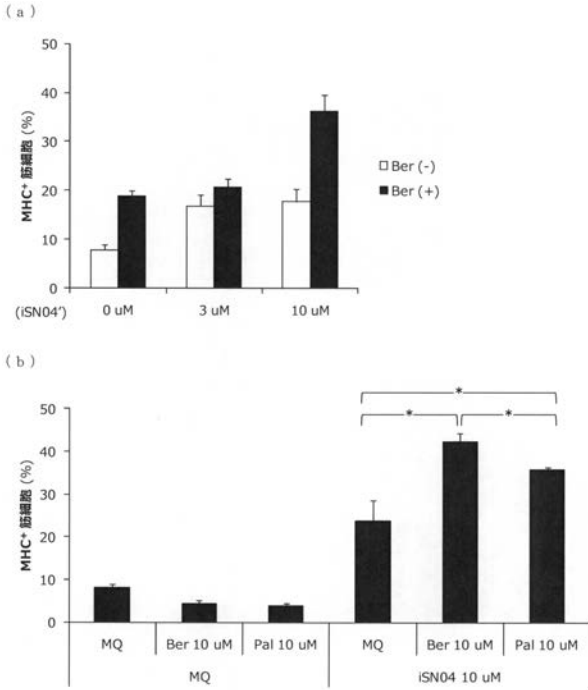 (a)
50
40
30
20
10
0
MHC⁺ 筋細胞 (%)
Ber (-)
Ber (+)
(iSN04') 0 uM 3 uM 10 uM
(b)
50
40
30
20
10
0
MHC⁺ 筋細胞 (%)
* * *
MQ Ber 10 uM Pal 10 uM MQ Ber 10 uM Pal 10 uM
MQ iSN04 10 uM